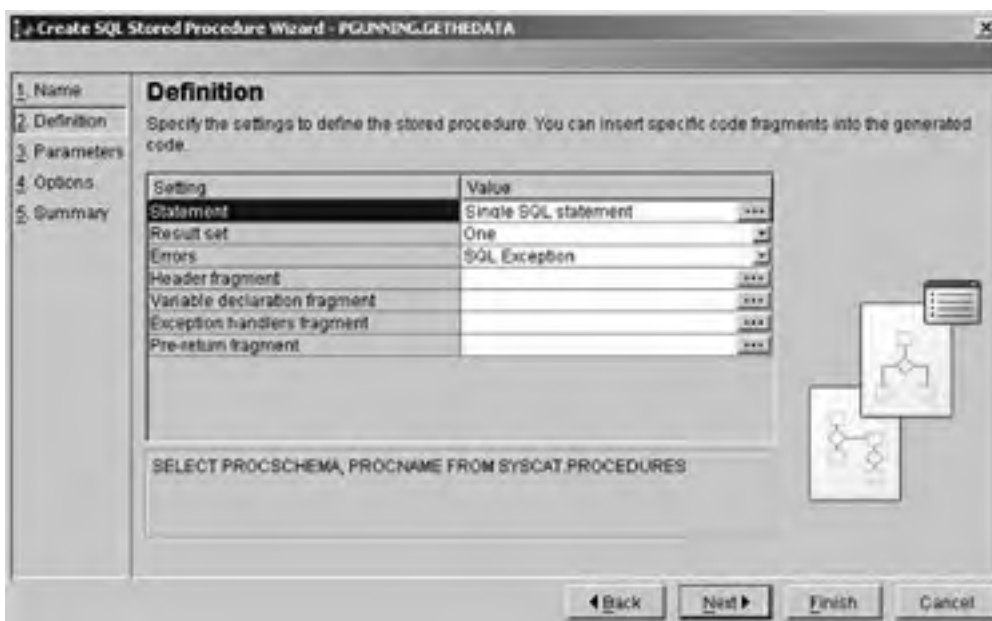 Create SQL Stored Procedure Wizard - PGUNNING.GETHEDATA
1. Name
2. Definition
3. Parameters
4. Options
5. Summary
Definition
Specify the settings to define the stored procedure. You can insert specific code fragments into the generated
code.
Setting Value
Statement Single SQL statement
Result set One
Errors SQL Exception
Header fragment
Variable declaration fragment
Exception handlers fragment
Pre-return fragment
SELECT PROCSCHEMA, PROCNAME FROM SYSCAT.PROCEDURES
Back Next Finish Cancel